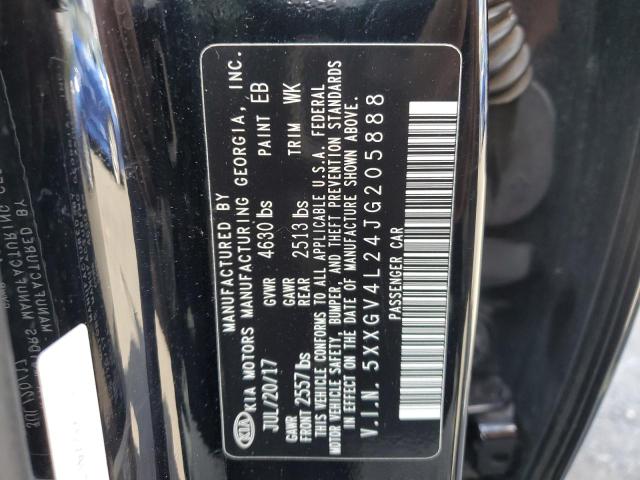 MANUFACTURED BY
KIA KIA MOTORS MANUFACTURING GEORGIA, INC.
JUL/20/17 GVWR 4630 lbs PAINT EB
GAWR FRONT 2557 lbs GAWR REAR 2513 lbs TRIM WK
THIS VEHICLE CONFORMS TO ALL APPLICABLE U.S.A. FEDERAL
MOTOR VEHICLE SAFETY, BUMPER, AND THEFT PREVENTION STANDARDS
IN EFFECT ON THE DATE OF MANUFACTURE SHOWN ABOVE.
V.I.N. 5XXGV4L24JG205888
PASSENGER CAR